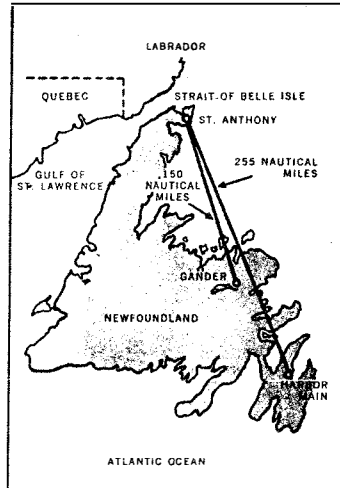 LABRADOR
QUEBEC
STRAIT OF BELLE ISLE
ST. ANTHONY
255 NAUTICAL
MILES
GULF OF
ST. LAWRENCE
150
NAUTICAL
MILES
GANDER
NEWFOUNDLAND
HARBOR
MAIN
ATLANTIC OCEAN